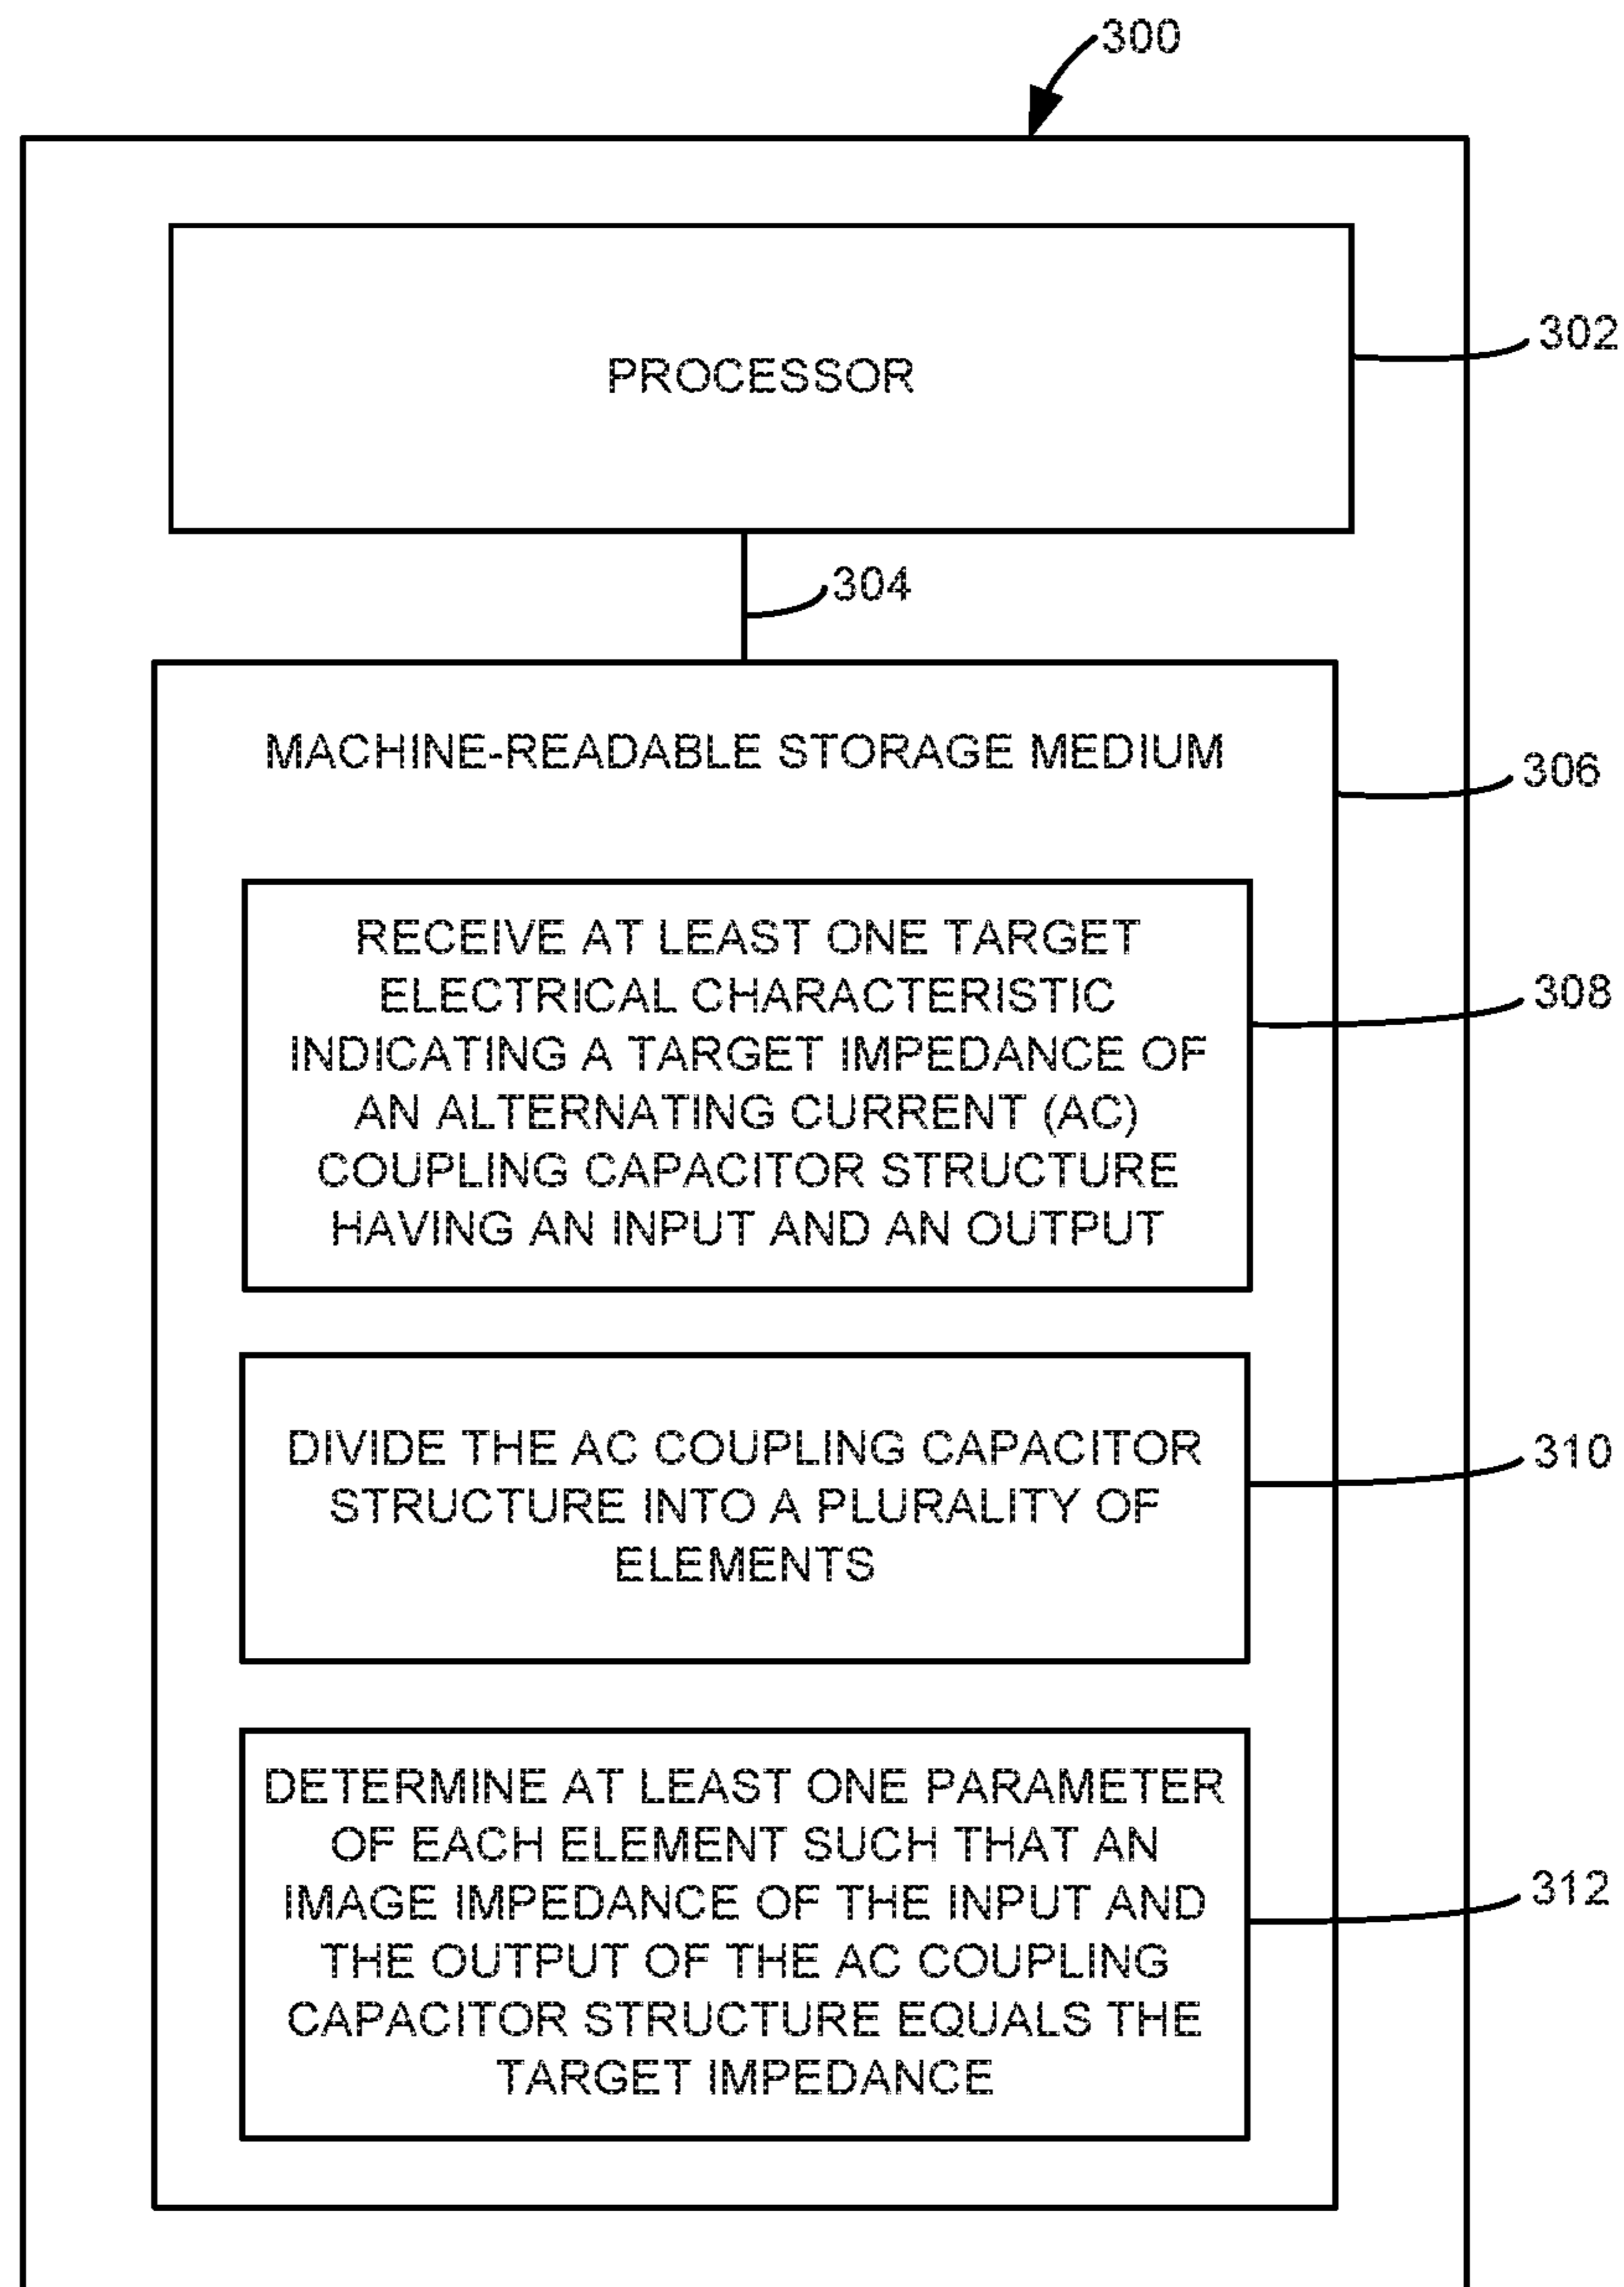 300
PROCESSOR
302
304
MACHINE-READABLE STORAGE MEDIUM
306
RECEIVE AT LEAST ONE TARGET
ELECTRICAL CHARACTERISTIC
INDICATING A TARGET IMPEDANCE OF
AN ALTERNATING CURRENT (AC)
COUPLING CAPACITOR STRUCTURE
HAVING AN INPUT AND AN OUTPUT
308
DIVIDE THE AC COUPLING CAPACITOR
STRUCTURE INTO A PLURALITY OF
ELEMENTS
310
DETERMINE AT LEAST ONE PARAMETER
OF EACH ELEMENT SUCH THAT AN
IMAGE IMPEDANCE OF THE INPUT AND
THE OUTPUT OF THE AC COUPLING
CAPACITOR STRUCTURE EQUALS THE
TARGET IMPEDANCE
312